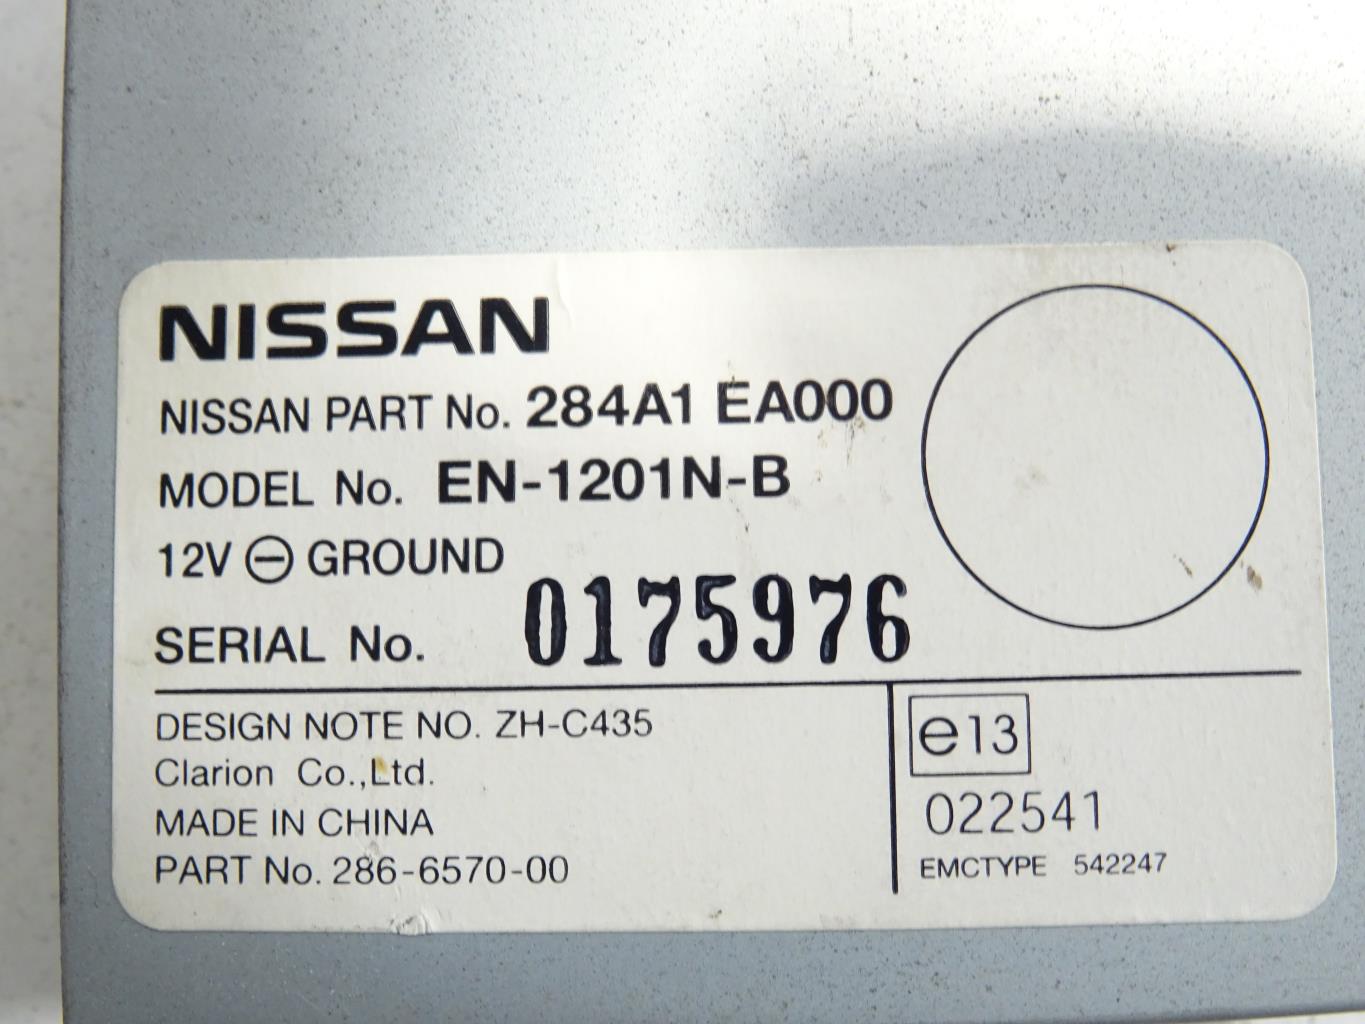 NISSAN
NISSAN PART No. 284A1 EA000
MODEL No. EN-1201N-B
12V ⊖ GROUND
SERIAL No. 0175976
DESIGN NOTE NO. ZH-C435
Clarion Co.,Ltd.
MADE IN CHINA
PART No. 286-6570-00
e13
022541
EMCTYPE 542247